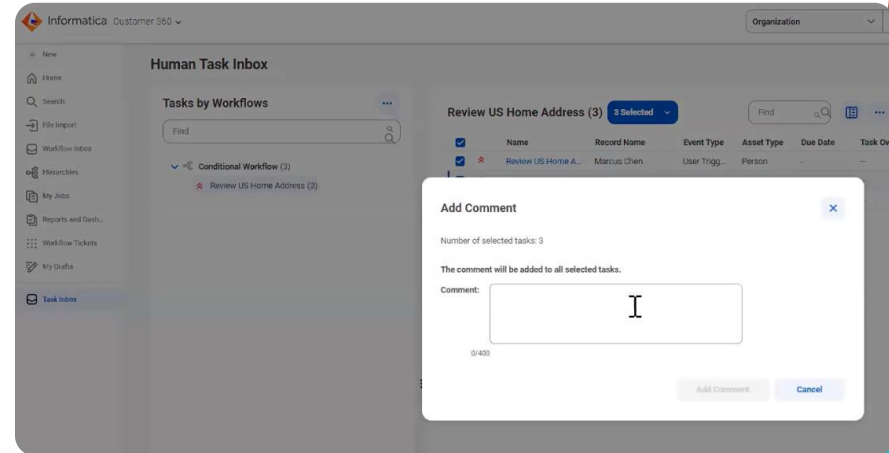 Informatica Customer 360
Organization
New
Home
Search
File Import
Workflow Inbox
Hierarchies
My Jobs
Reports and Dash...
Workflow Tickets
My Drafts
Task Inbox
Human Task Inbox
Tasks by Workflows
Find
Conditional Workflow (3)
Review US Home Address (3)
Review US Home Address (3) 3 Selected Find
Name Record Name Event Type Asset Type Due Date Task Ow
Review US Home A... Marcus Chen User Trigg... Person -- --
Add Comment
Number of selected tasks: 3
The comment will be added to all selected tasks.
Comment:
0/400
Add Comment Cancel